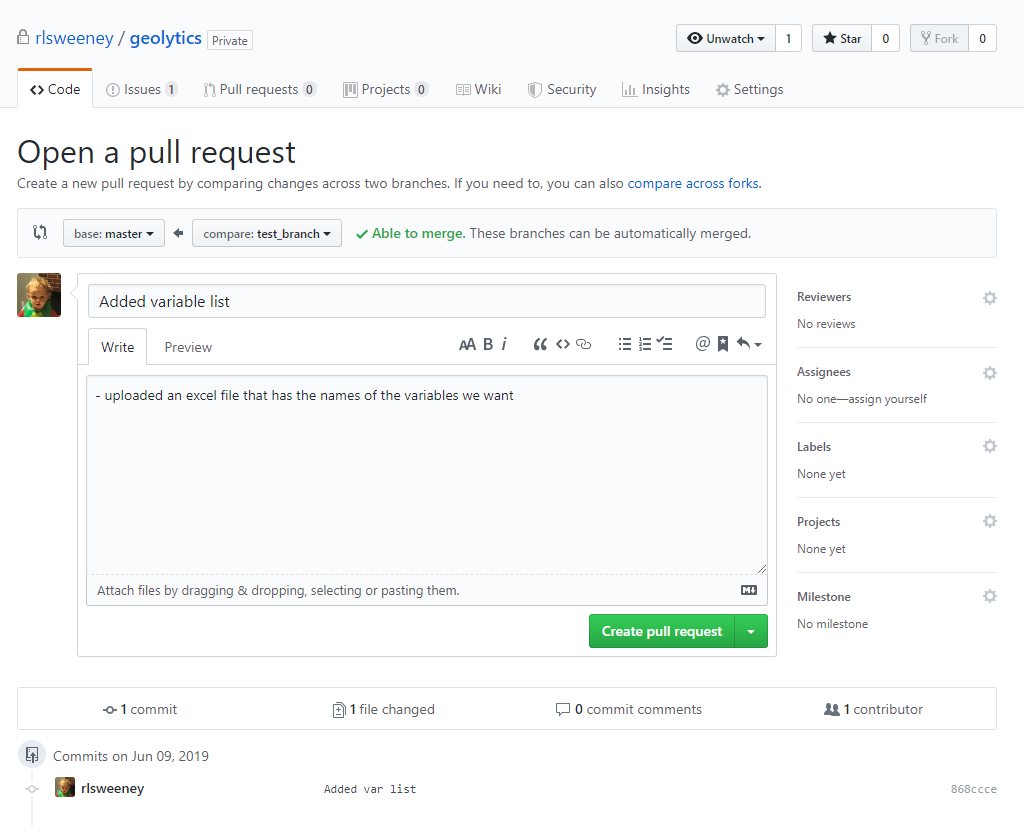 rlsweeney / geolytics Private
Unwatch 1 Star 0 Fork 0
Code Issues 1 Pull requests 0 Projects 0 Wiki Security Insights Settings
Open a pull request
Create a new pull request by comparing changes across two branches. If you need to, you can also compare across forks.
base: master compare: test_branch Able to merge. These branches can be automatically merged.
Added variable list
Write Preview AA B i
- uploaded an excel file that has the names of the variables we want
Attach files by dragging & dropping, selecting or pasting them.
Create pull request
Reviewers
No reviews
Assignees
No one—assign yourself
Labels
None yet
Projects
None yet
Milestone
No milestone
1 commit 1 file changed 0 commit comments 1 contributor
Commits on Jun 09, 2019
rlsweeney Added var list 868ccce